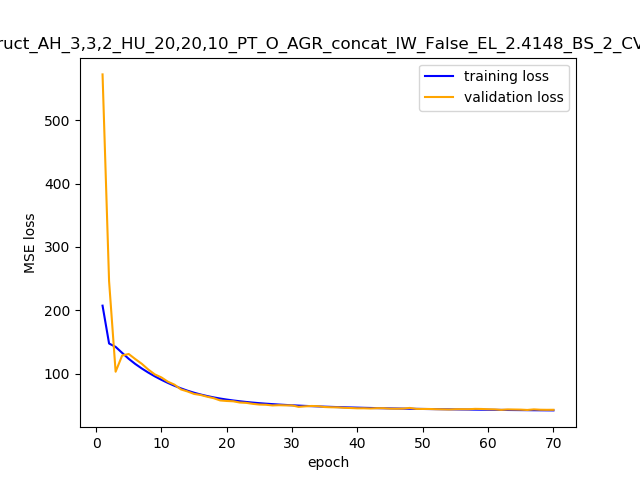 ruct_AH_3,3,2_HU_20,20,10_PT_O_AGR_concat_IW_False_EL_2.4148_BS_2_CV
training loss
validation loss
500
400
300
200
100
MSE loss
0 10 20 30 40 50 60 70
epoch